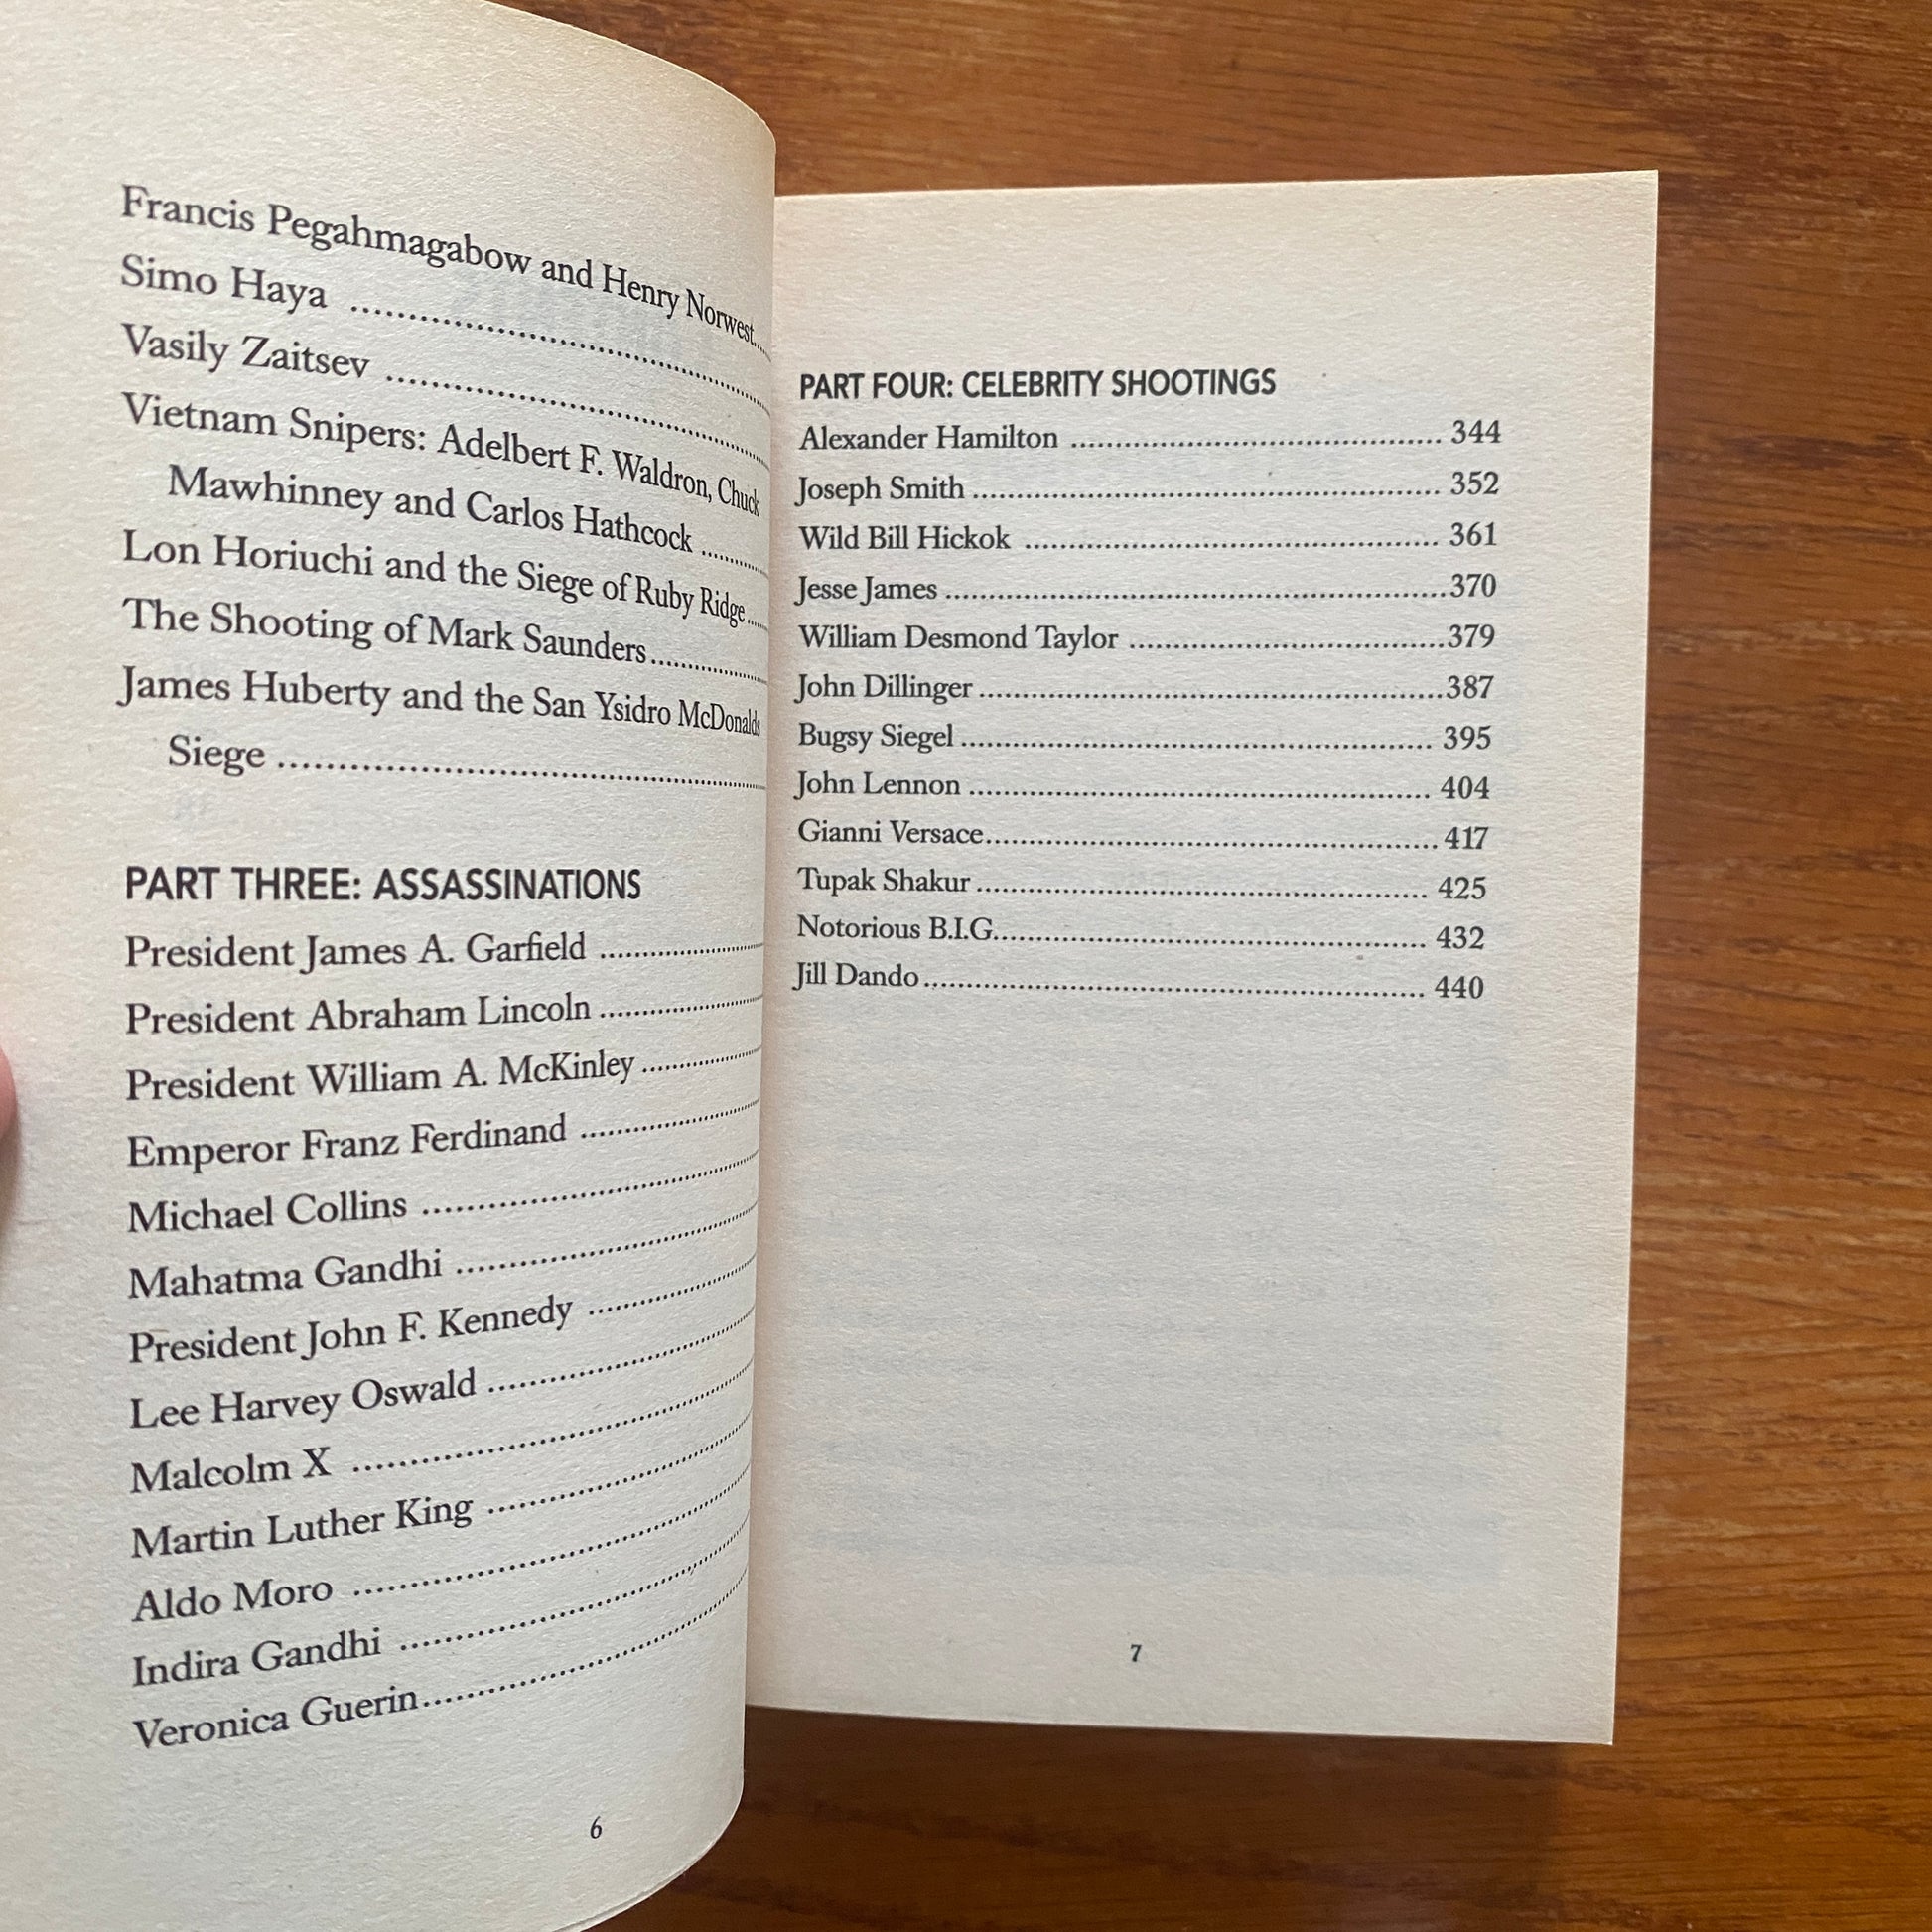 Francis Pegahmagabow and Henry Norwest....
Simo Haya ........................................
Vasily Zaitsev ........................................
Vietnam Snipers: Adelbert F. Waldron, Chuck
Mawhinney and Carlos Hathcock ............
Lon Horiuchi and the Siege of Ruby Ridge.....
The Shooting of Mark Saunders..................
James Huberty and the San Ysidro McDonalds
Siege ........................................
PART THREE: ASSASSINATIONS
President James A. Garfield ....................
President Abraham Lincoln ....................
President William A. McKinley ....................
Emperor Franz Ferdinand ....................
Michael Collins ........................................
Mahatma Gandhi ..............................
President John F. Kennedy ....................
Lee Harvey Oswald ..............................
Malcolm X ........................................
Martin Luther King ..............................
Aldo Moro ........................................
Indira Gandhi ........................................
Veronica Guerin........................................
6
PART FOUR: CELEBRITY SHOOTINGS
Alexander Hamilton ........................................ 344
Joseph Smith .................................................. 352
Wild Bill Hickok ............................................. 361
Jesse James ......................................................370
William Desmond Taylor ...................................379
John Dillinger ..................................................387
Bugsy Siegel .................................................. 395
John Lennon .................................................. 404
Gianni Versace.................................................. 417
Tupak Shakur .................................................. 425
Notorious B.I.G............................................... 432
Jill Dando ...................................................... 440
7